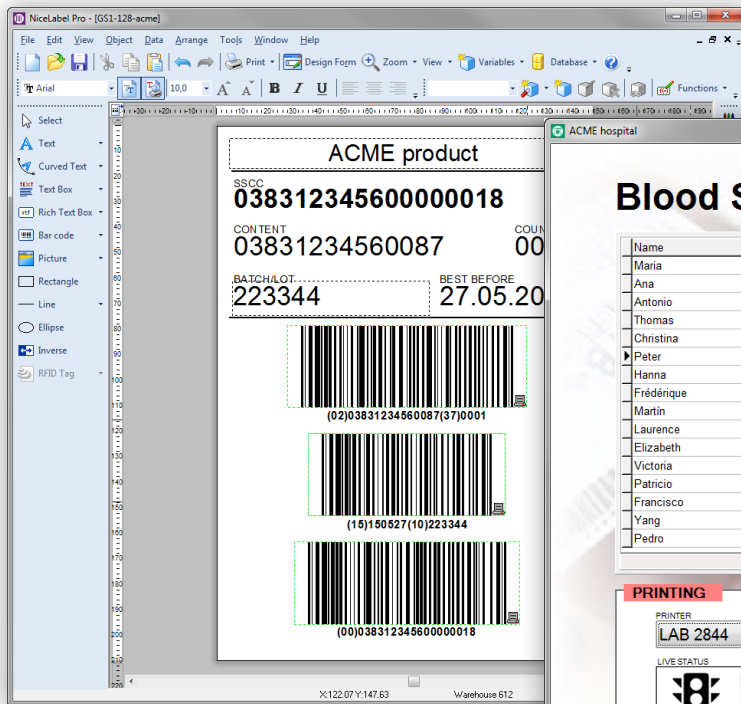 NiceLabel Pro - [GS1-128-acme]
File Edit View Object Data Arrange Tools Window Help
Print Design Form Zoom View Variables Database
Arial 10,0 A A B I U Functions
Select
Text
Curved Text
Text Box
Rich Text Box
Bar code
Picture
Rectangle
Line
Ellipse
Inverse
RFID Tag
ACME product
SSCC
038312345600000018
CONTENT COUN
03831234560087 00
BATCH/LOT BEST BEFORE
223344 27.05.20
(02)03831234560087(37)0001
(15)150527(10)223344
(00)038312345600000018
X:122.07 Y:147.63 Warehouse 612
ACME hospital
Blood S
Name
Maria
Ana
Antonio
Thomas
Christina
Peter
Hanna
Frédérique
Martín
Laurence
Elizabeth
Victoria
Patricio
Francisco
Yang
Pedro
PRINTING
PRINTER
LAB 2844
LIVE STATUS